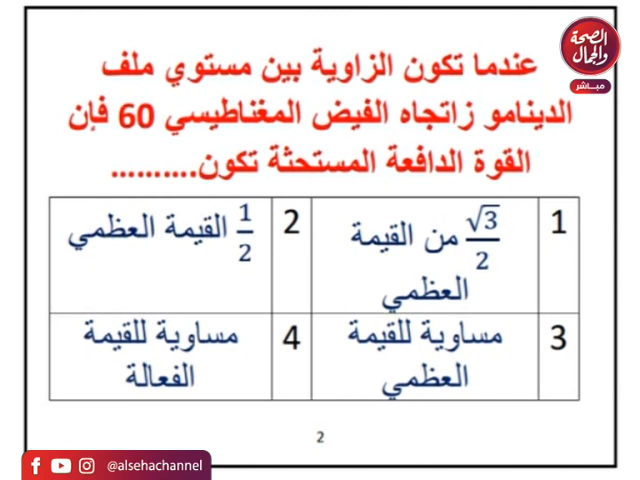 الصحة
والجمال
مباشر
عندما تكون الزاوية بين مستوي ملف
الدينامو زاتجاه الفيض المغناطيسي 60 فإن
القوة الدافعة المستحثة تكون..........
1
√3/2 من القيمة
العظمي
2
1/2 القيمة العظمي
3
مساوية للقيمة
العظمي
4
مساوية للقيمة
الفعالة
2
@alsehachannel